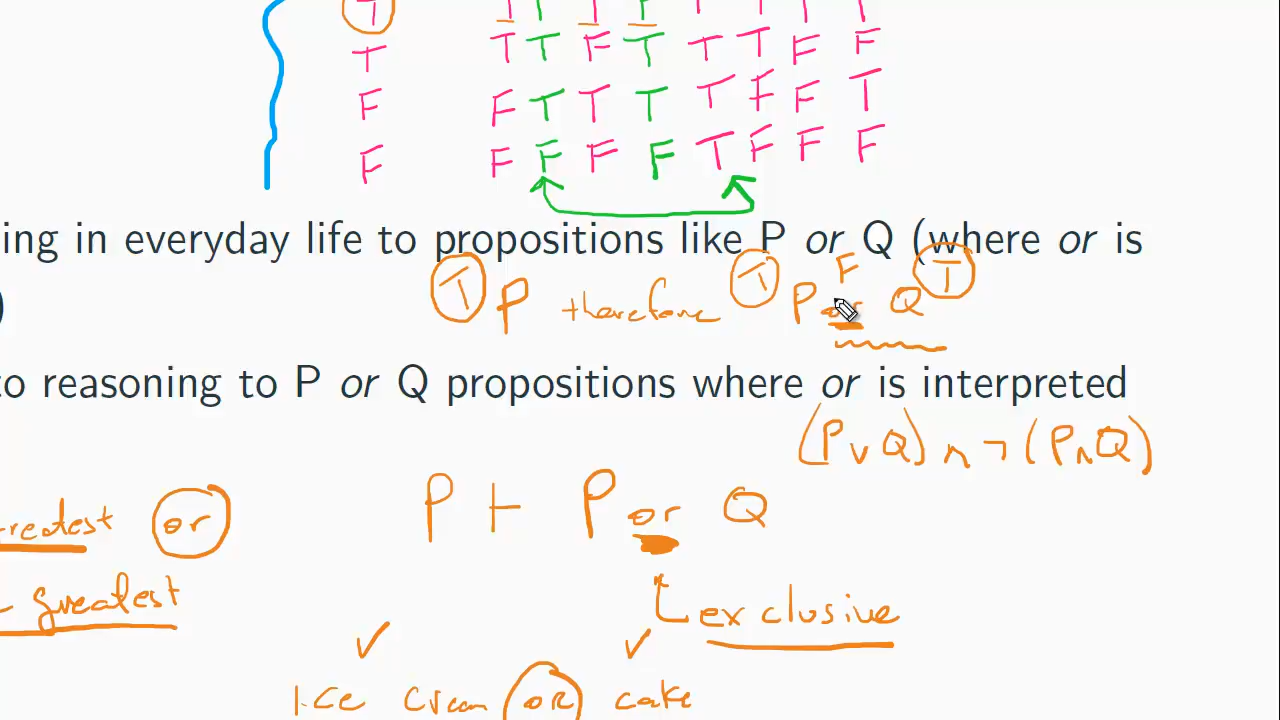 T T T T T T T T T
T T T F T T T F F
F F T T T T F F T
F F F F F T F F F
ing in everyday life to propositions like P or Q (where or is
)
T P therefore T P or Q F T
to reasoning to P or Q propositions where or is interpreted
(P ∨ Q) ∧ ¬ (P ∧ Q)
P ⊢ P or Q
greatest or
greatest
exclusive
✓ ✓
Ice Cream OR cake